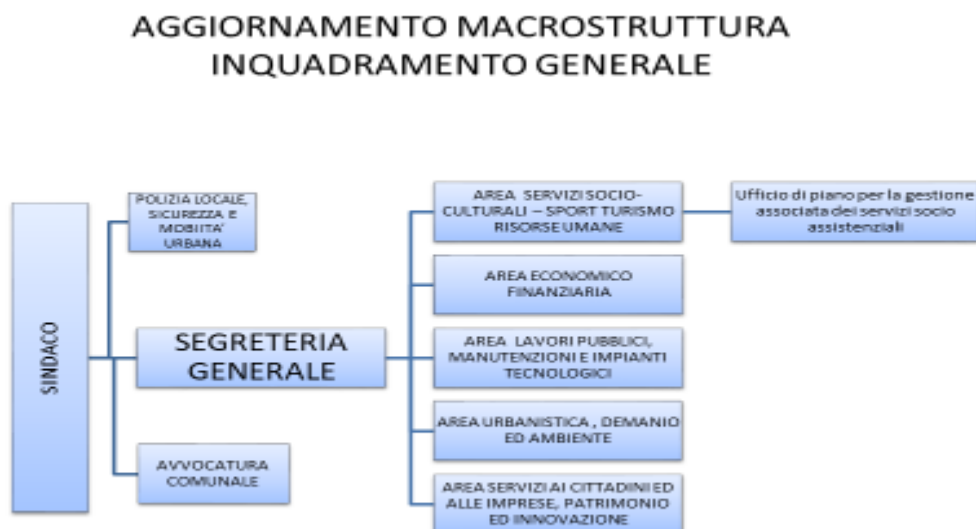 AGGIORNAMENTO MACROSTRUTTURA
INQUADRAMENTO GENERALE
SINDACO
POLIZIA LOCALE,
SICUREZZA E
MOBIITA'
URBANA
SEGRETERIA
GENERALE
AVVOCATURA
COMUNALE
AREA SERVIZI SOCIO-
CULTURALI – SPORT TURISMO
RISORSE UMANE
Ufficio di piano per la gestione
associata dei servizi socio
assistenziali
AREA ECONOMICO
FINANZIARIA
AREA LAVORI PUBBLICI,
MANUTENZIONI E IMPIANTI
TECNOLOGICI
AREA URBANISTICA , DEMANIO
ED AMBIENTE
AREA SERVIZI AI CITTADINI ED
ALLE IMPRESE, PATRIMONIO
ED INNOVAZIONE